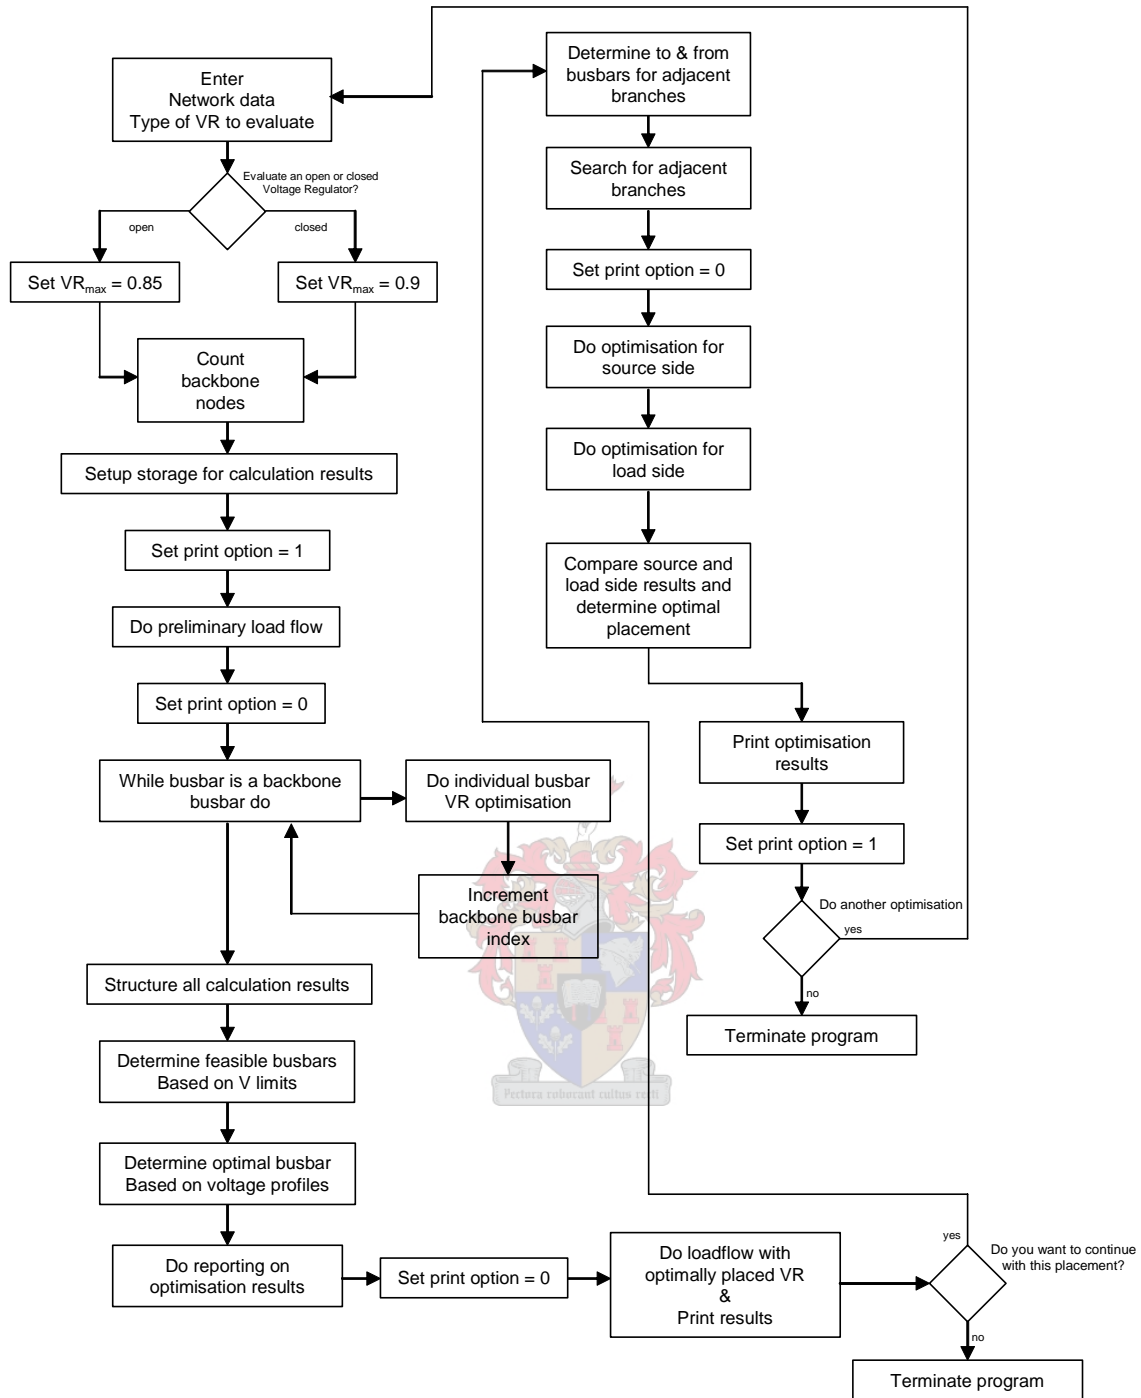 Enter
Network data
Type of VR to evaluate
Evaluate an open or closed
Voltage Regulator?
open
closed
Set VRmax = 0.85
Set VRmax = 0.9
Count
backbone
nodes
Setup storage for calculation results
Set print option = 1
Do preliminary load flow
Set print option = 0
While busbar is a backbone
busbar do
Do individual busbar
VR optimisation
Increment
backbone busbar
index
Structure all calculation results
Determine feasible busbars
Based on V limits
Determine optimal busbar
Based on voltage profiles
Do reporting on
optimisation results
Set print option = 0
Do loadflow with
optimally placed VR
&
Print results
Do you want to continue
with this placement?
yes
no
Terminate program
Determine to & from
busbars for adjacent
branches
Search for adjacent
branches
Set print option = 0
Do optimisation for
source side
Do optimisation for
load side
Compare source and
load side results and
determine optimal
placement
Print optimisation
results
Set print option = 1
Do another optimisation
yes
no
Terminate program
Pectora roborant cultus recti